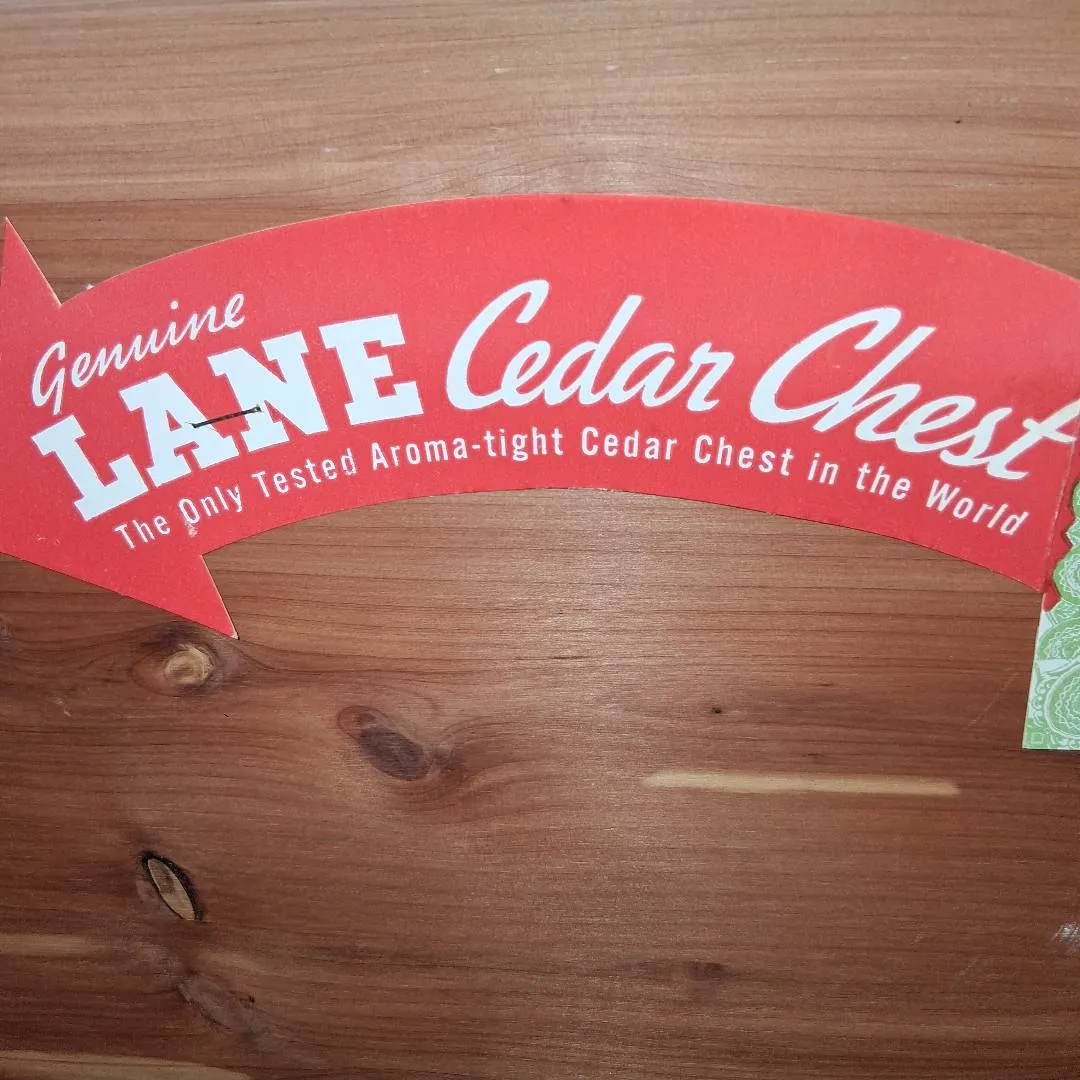 Genuine
LANE Cedar Chest
The Only Tested Aroma-tight Cedar Chest in the World